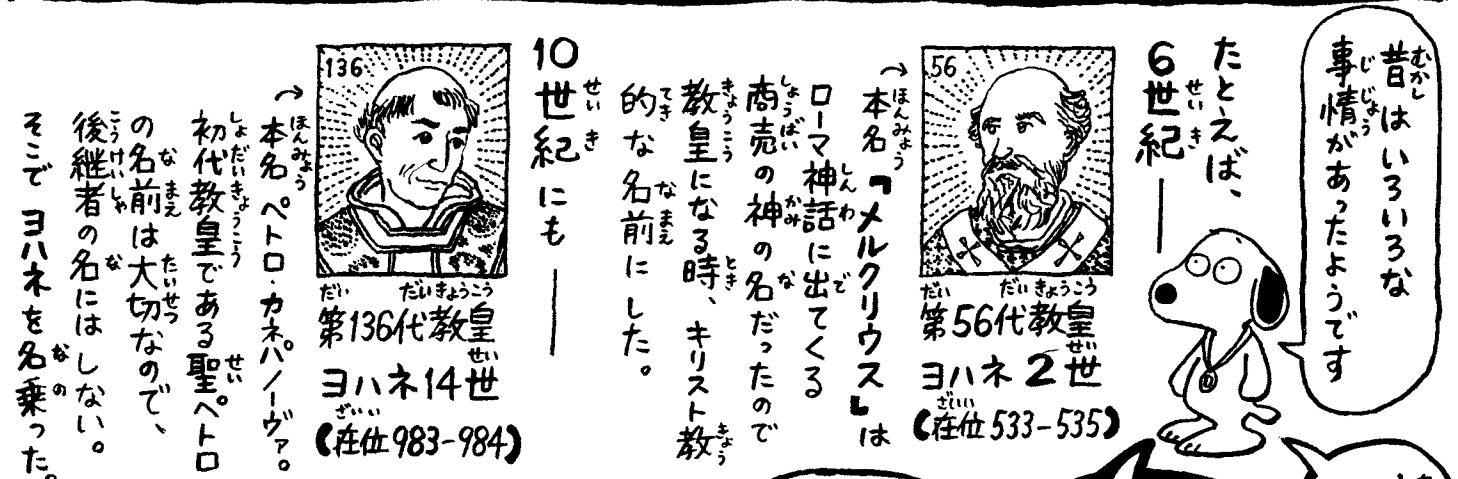 昔はいろいろな
事情があったようです
たとえば、
6世紀──
56
第56代教皇
ヨハネ2世
(在位533-535)
→本名『メルクリウス』は
ローマ神話に出てくる
商売の神の名だったので
教皇になる時、キリスト教
的な名前にした。
10世紀にも──
136
第136代教皇
ヨハネ14世
(在位983-984)
→本名 ペトロ・カネパノーヴァ。
初代教皇である聖ペトロ
の名前は大切なので、
後継者の名にはしない。
そこでヨハネを名乗った。